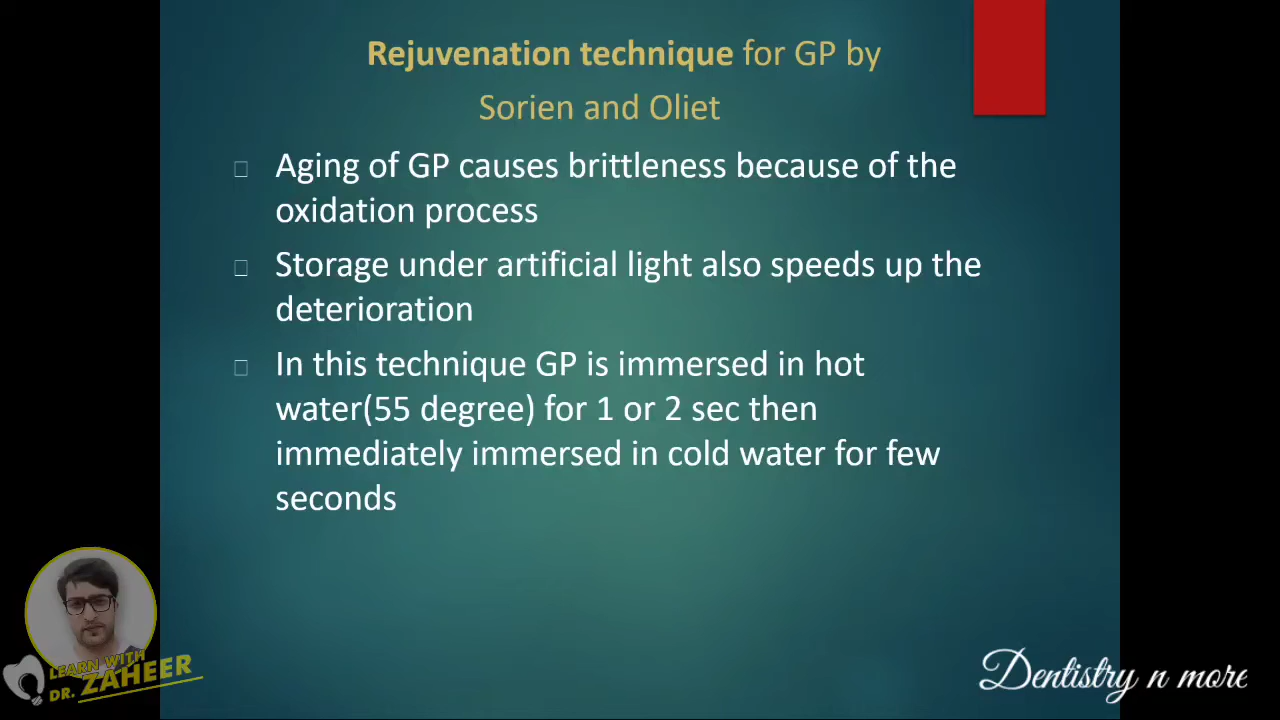 Rejuvenation technique for GP by
Sorien and Oliet
Aging of GP causes brittleness because of the
oxidation process
Storage under artificial light also speeds up the
deterioration
In this technique GP is immersed in hot
water(55 degree) for 1 or 2 sec then
immediately immersed in cold water for few
seconds
LEARN WITH
DR. ZAHEER
Dentistry n more